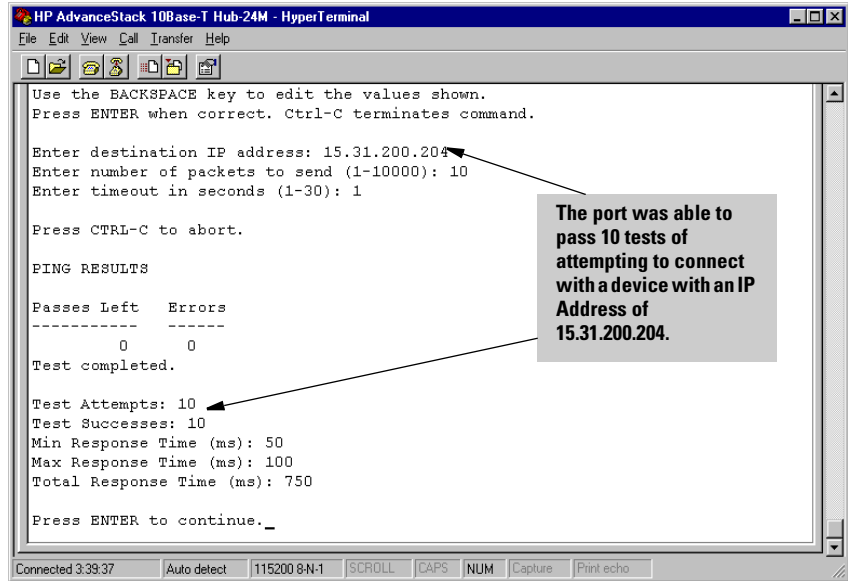 HP AdvanceStack 10Base-T Hub-24M - HyperTerminal
File Edit View Call Transfer Help
Use the BACKSPACE key to edit the values shown.
Press ENTER when correct. Ctrl-C terminates command.
Enter destination IP address: 15.31.200.204
Enter number of packets to send (1-10000): 10
Enter timeout in seconds (1-30): 1
Press CTRL-C to abort.
PING RESULTS
Passes Left Errors
----------- ------
0 0
Test completed.
Test Attempts: 10
Test Successes: 10
Min Response Time (ms): 50
Max Response Time (ms): 100
Total Response Time (ms): 750
Press ENTER to continue._
The port was able to
pass 10 tests of
attempting to connect
with a device with an IP
Address of
15.31.200.204.
Connected 3:39:37 Auto detect 115200 8-N-1 SCROLL CAPS NUM Capture Print echo